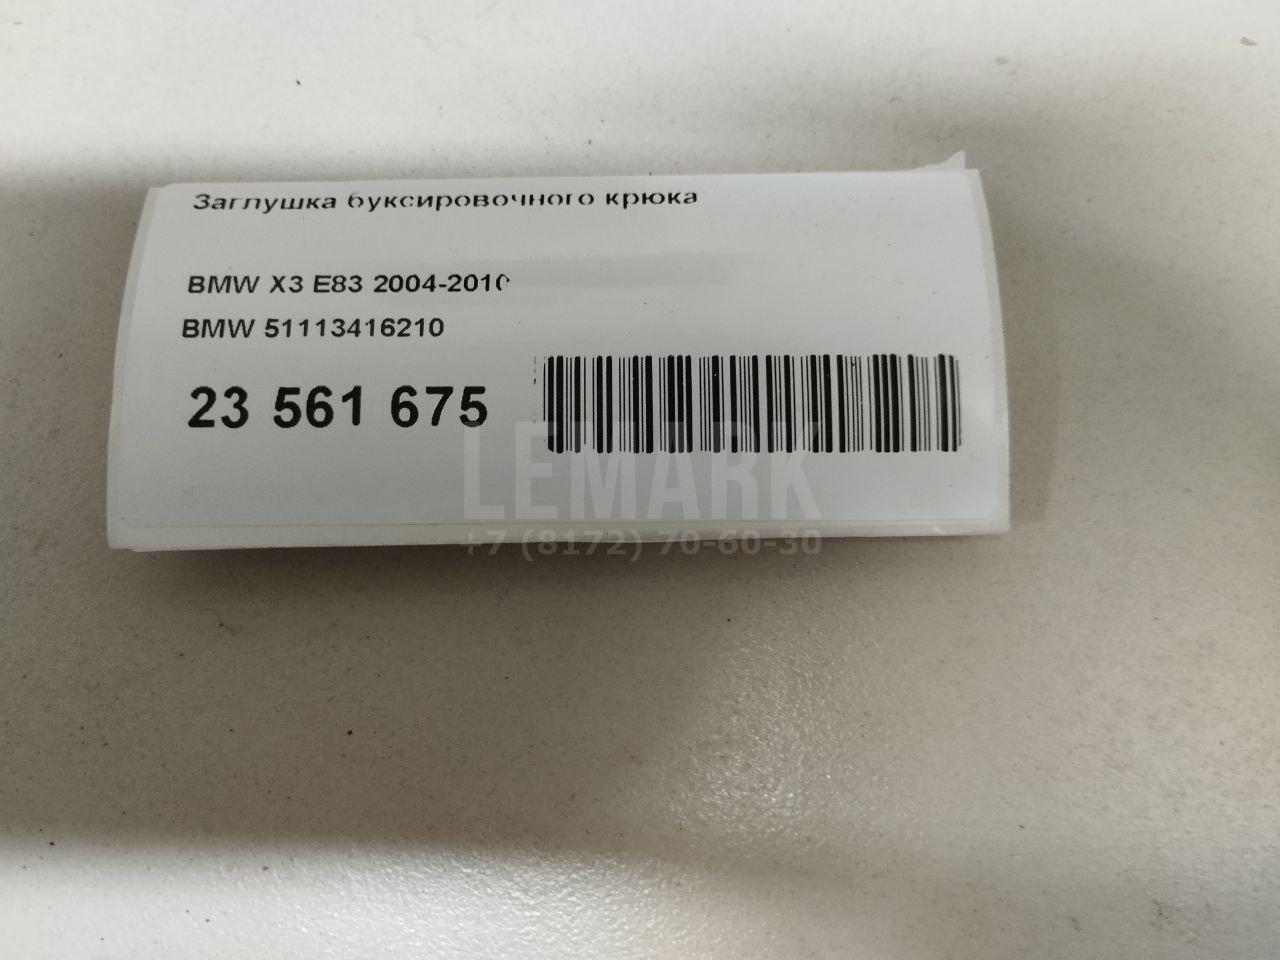 Заглушка буксировочного крюка
BMW X3 E83 2004-2010
BMW 51113416210
23 561 675
LEMARK
+7 (8172) 70-60-30